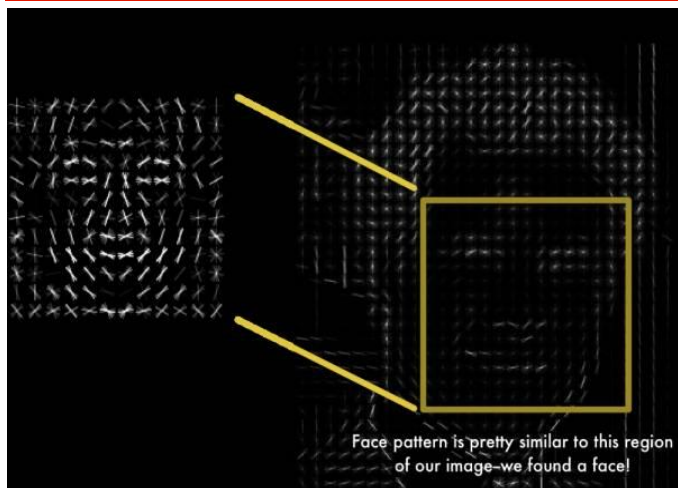 Face pattern is pretty similar to this region
of our image–we found a face!